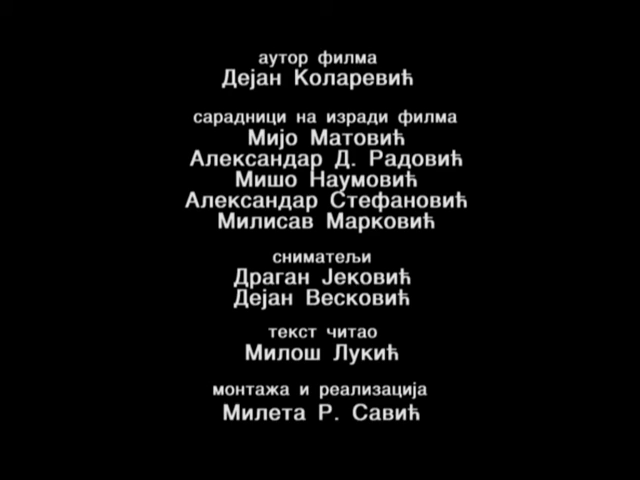 аутор филма
Дејан Коларевић
сарадници на изради филма
Мијо Матовић
Александар Д. Радовић
Мишо Наумовић
Александар Стефановић
Милисав Марковић
сниматељи
Драган Јековић
Дејан Весковић
текст читао
Милош Лукић
монтажа и реализација
Милета Р. Савић